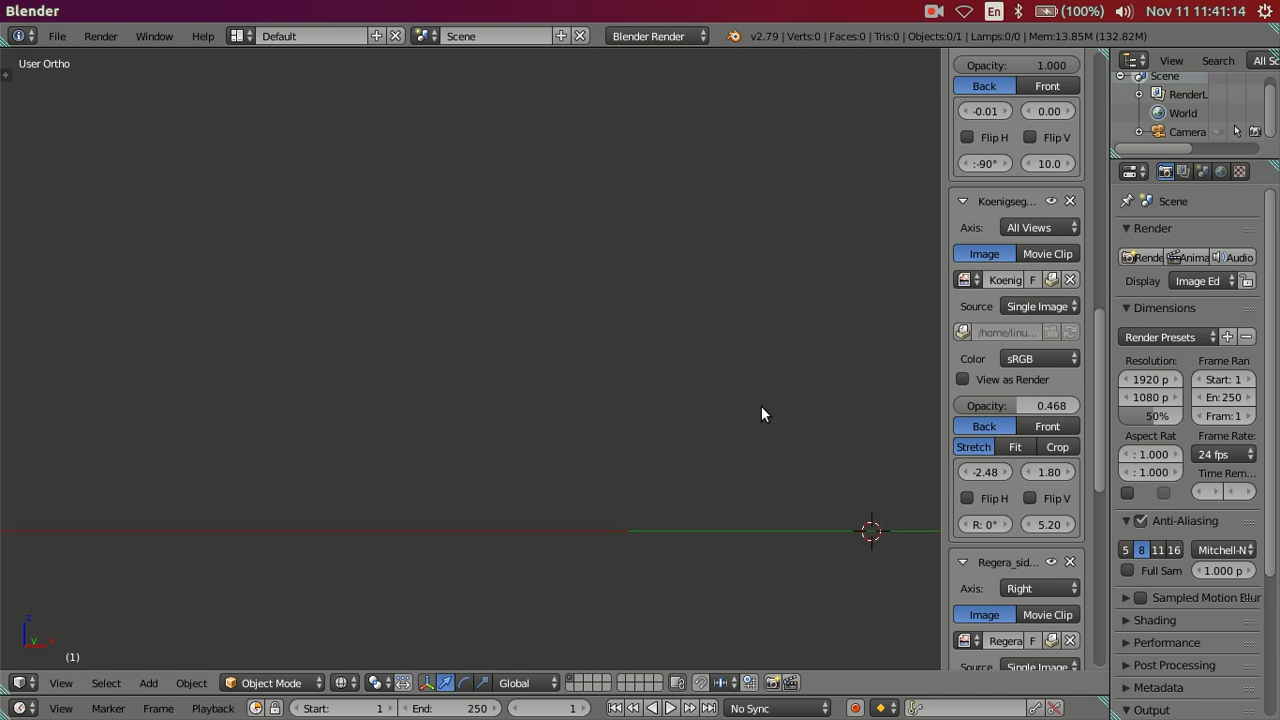 Blender
En
(100%)
Nov 11 11:41:14
File Render Window Help Default Scene Blender Render v2.79 | Verts:0 | Faces:0 | Tris:0 | Objects:0/1 | Lamps:0/0 | Mem:13.85M (132.82M)
User Ortho
Opacity: 1.000
Back Front
-0.01 0.00
Flip H Flip V
:-90° 10.0
Koenigseg...
Axis: All Views
Image Movie Clip
Koenig F
Source Single Image
/home/linu...
Color sRGB
View as Render
Opacity: 0.468
Back Front
Stretch Fit Crop
-2.48 1.80
Flip H Flip V
R: 0° 5.20
Regera_sid...
Axis: Right
Image Movie Clip
Regera F
Source Single Image
View Search All Sc
Scene
RenderL
World
Camera
Scene
Render
Rende Anima Audio
Display Image Ed
Dimensions
Render Presets
Resolution: Frame Ran
1920 p Start: 1
1080 p En: 250
50% Fram: 1
Aspect Rat Frame Rate:
: 1.000 24 fps
: 1.000 Time Rem...
Anti-Aliasing
5 8 11 16 Mitchell-N
Full Sam 1.000 p
Sampled Motion Blur
Shading
Performance
Post Processing
Metadata
Output
z
y x
(1)
View Select Add Object Object Mode Global
View Marker Frame Playback Start: 1 End: 250 1 No Sync